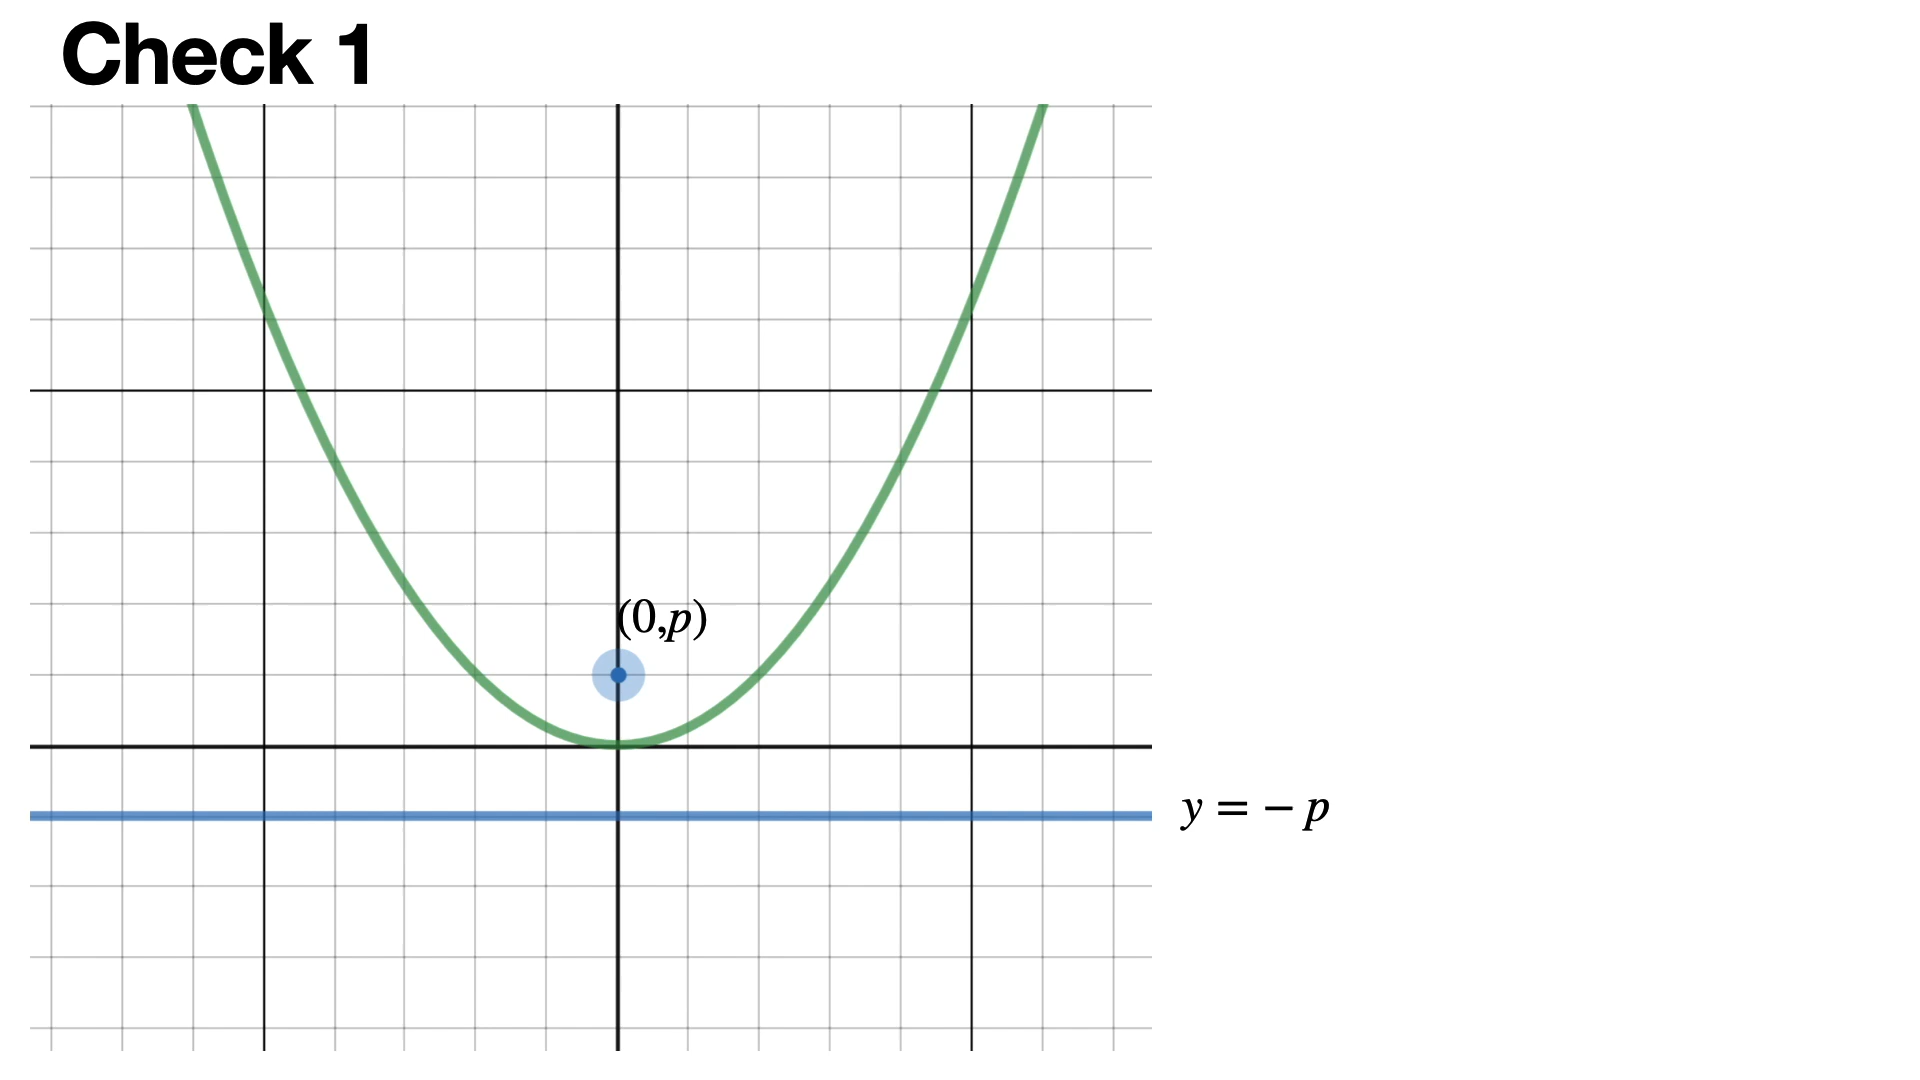 Check 1
(0,p)
y = − p